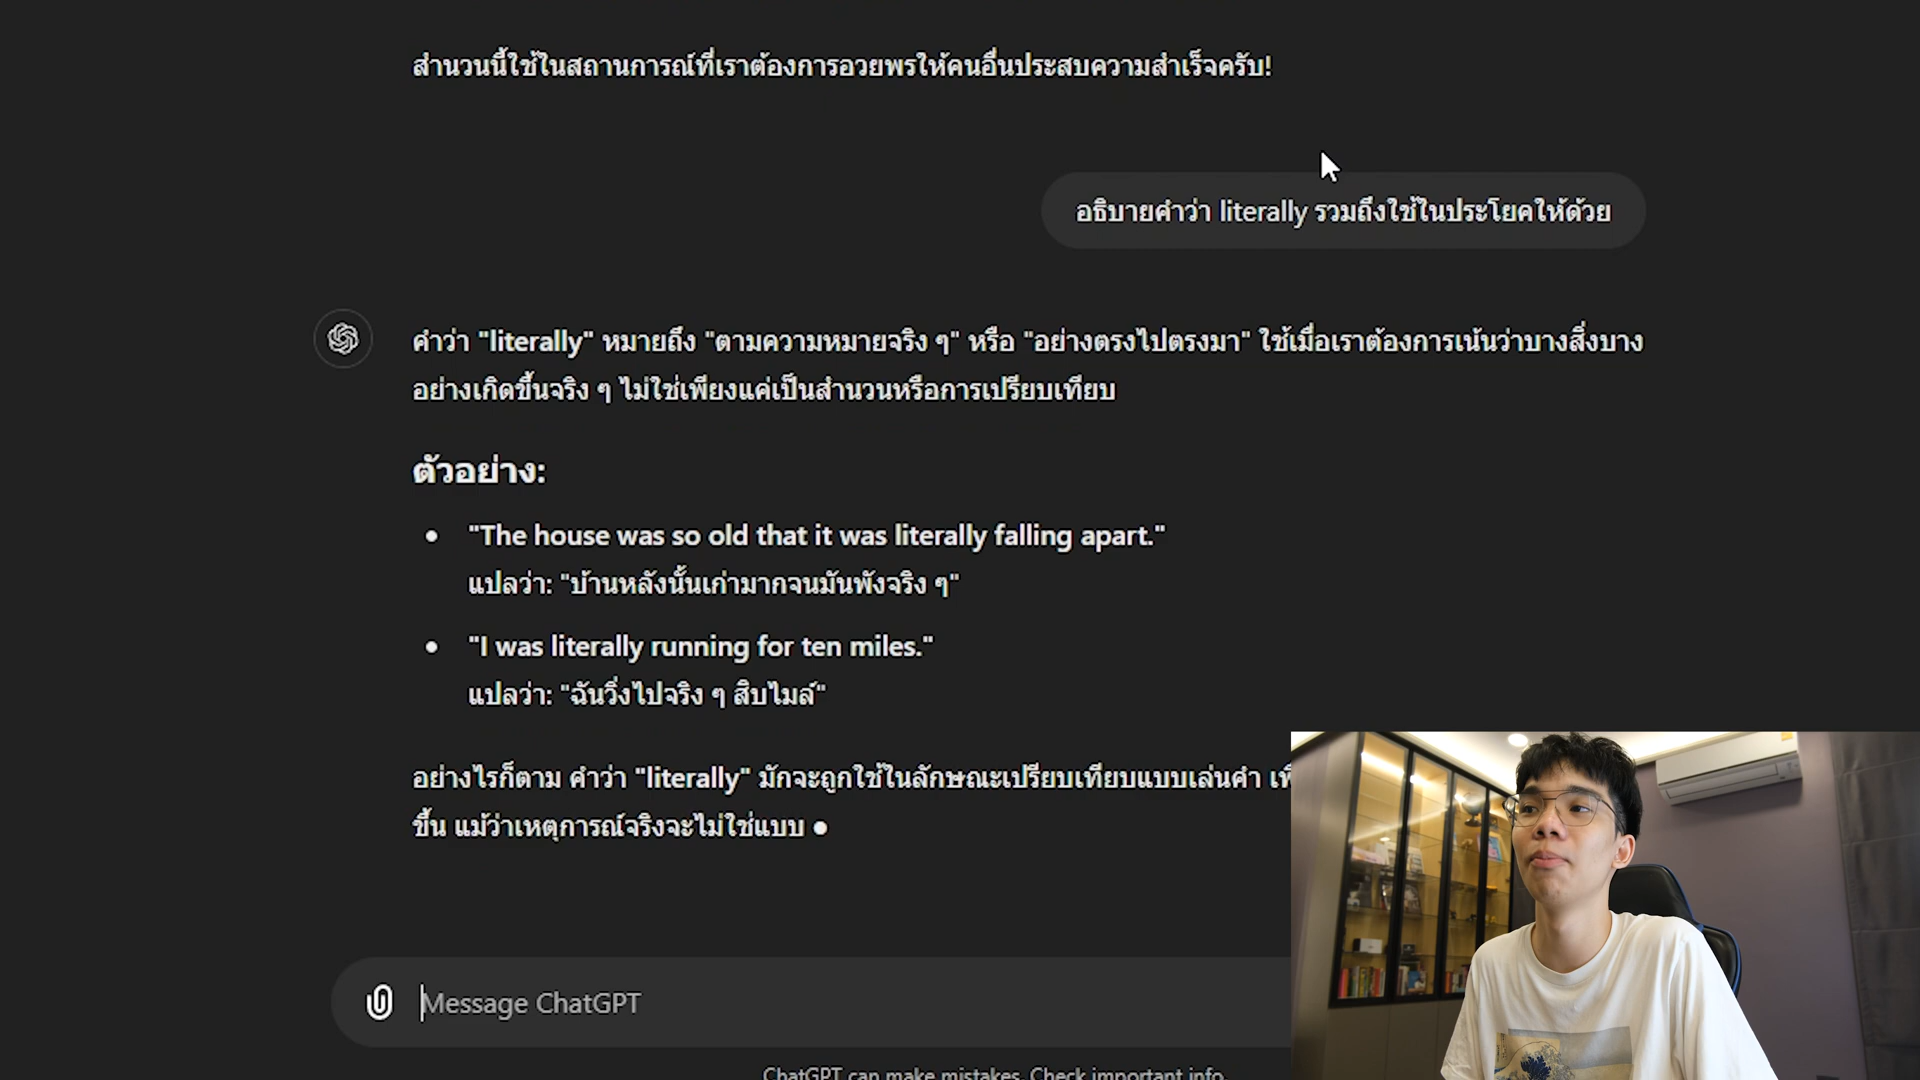 สำนวนนี้ใช้ในสถานการณ์ที่เราต้องการอวยพรให้คนอื่นประสบความสำเร็จครับ!
อธิบายคำว่า literally รวมถึงใช้ในประโยคให้ด้วย
คำว่า "literally" หมายถึง "ตามความหมายจริง ๆ" หรือ "อย่างตรงไปตรงมา" ใช้เมื่อเราต้องการเน้นว่าบางสิ่งบาง
อย่างเกิดขึ้นจริง ๆ ไม่ใช่เพียงแค่เป็นสำนวนหรือการเปรียบเทียบ
ตัวอย่าง:
"The house was so old that it was literally falling apart."
แปลว่า: "บ้านหลังนั้นเก่ามากจนมันพังจริง ๆ"
"I was literally running for ten miles."
แปลว่า: "ฉันวิ่งไปจริง ๆ สิบไมล์"
อย่างไรก็ตาม คำว่า "literally" มักจะถูกใช้ในลักษณะเปรียบเทียบแบบเล่นคำ
ขึ้น แม้ว่าเหตุการณ์จริงจะไม่ใช่แบบ
Message ChatGPT
ChatGPT can make mistakes. Check important info.